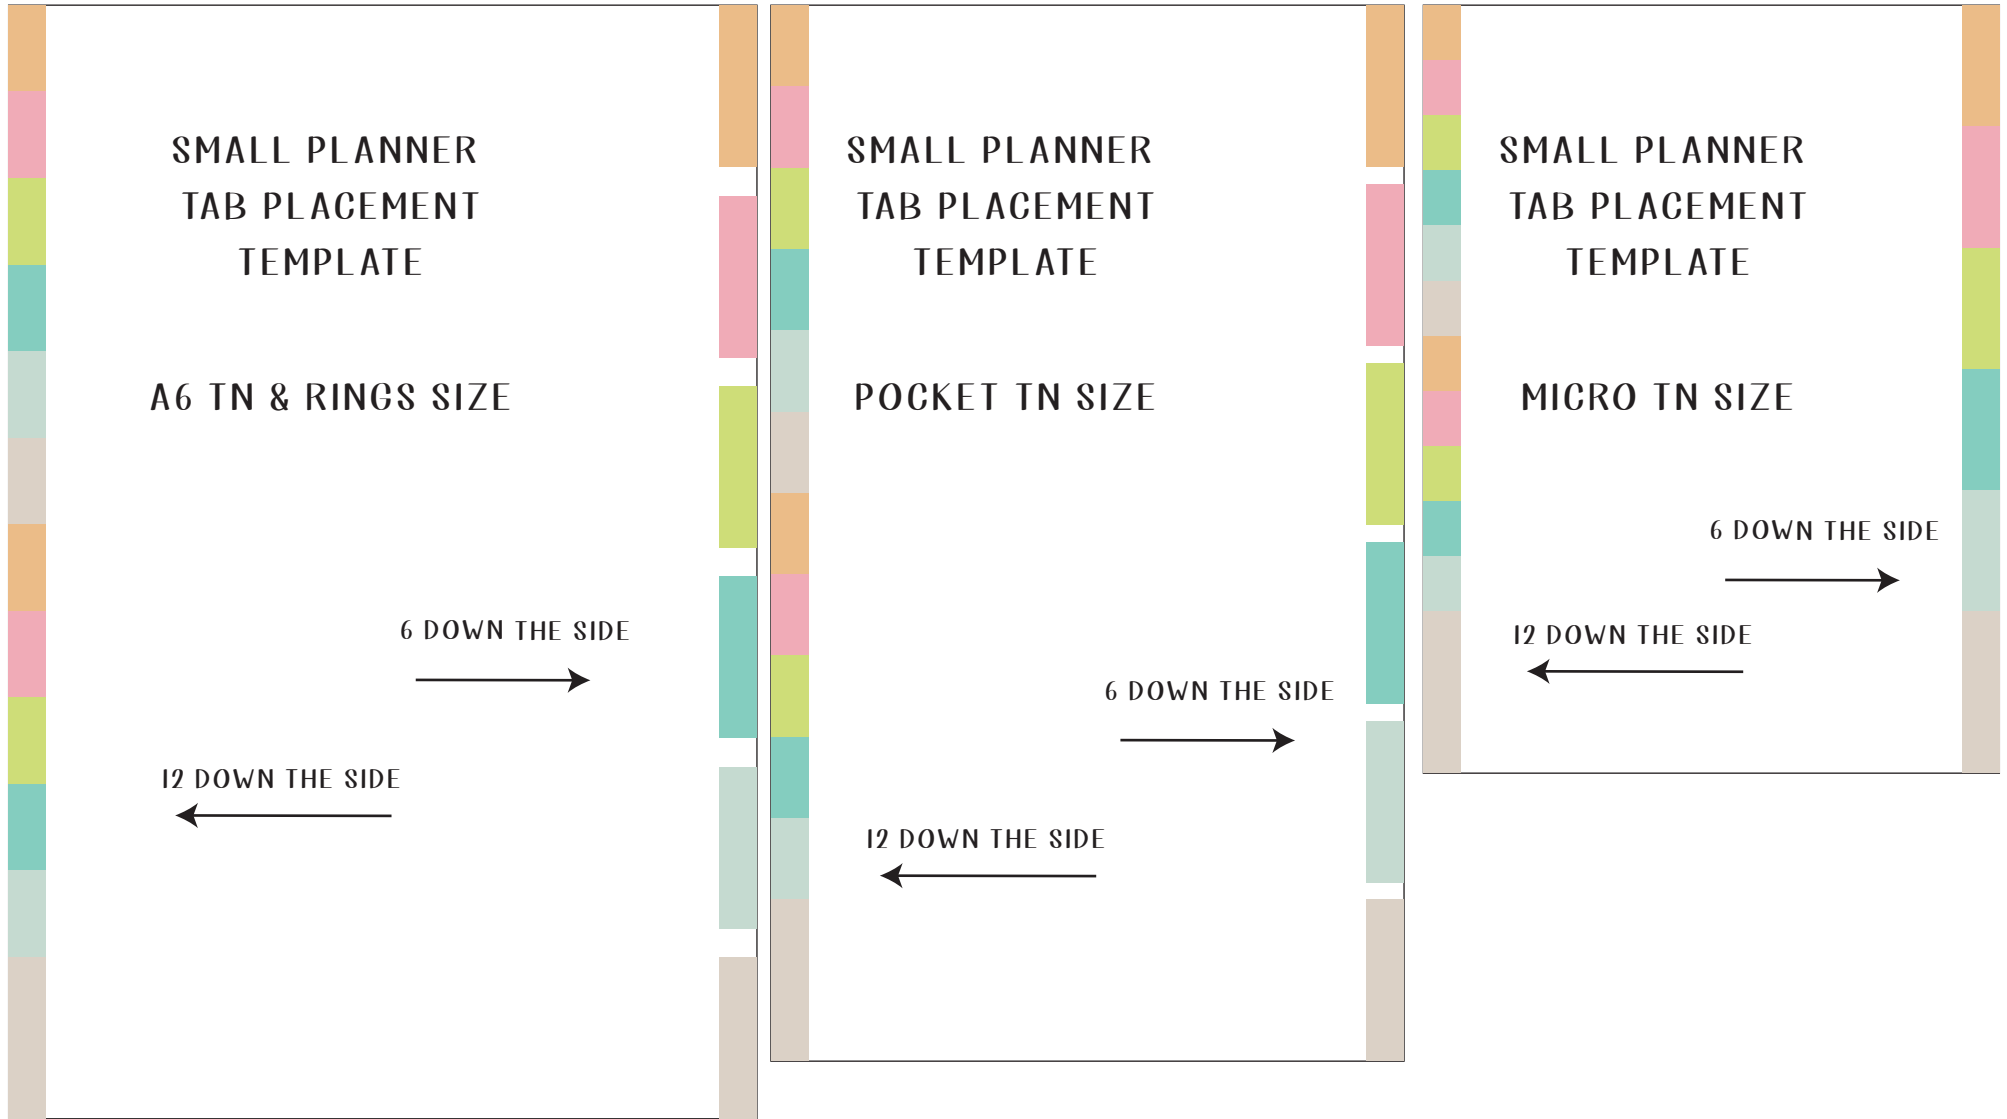 SMALL PLANNER
TAB PLACEMENT
TEMPLATE
A6 TN & RINGS SIZE
6 DOWN THE SIDE
12 DOWN THE SIDE
SMALL PLANNER
TAB PLACEMENT
TEMPLATE
POCKET TN SIZE
6 DOWN THE SIDE
12 DOWN THE SIDE
SMALL PLANNER
TAB PLACEMENT
TEMPLATE
MICRO TN SIZE
6 DOWN THE SIDE
12 DOWN THE SIDE